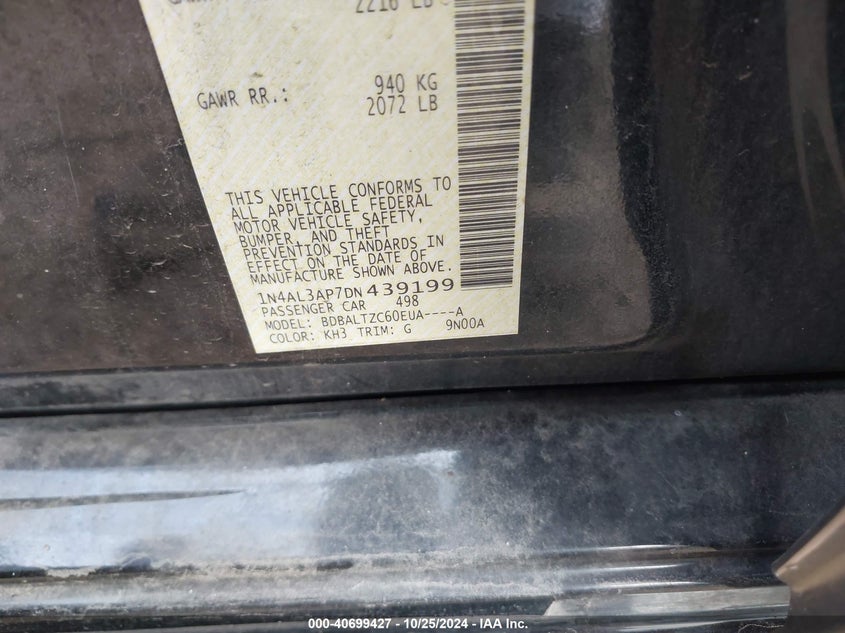 2216 LB
GAWR RR.: 940 KG
2072 LB
THIS VEHICLE CONFORMS TO
ALL APPLICABLE FEDERAL
MOTOR VEHICLE SAFETY,
BUMPER, AND THEFT
PREVENTION STANDARDS IN
EFFECT ON THE DATE OF
MANUFACTURE SHOWN ABOVE.
1N4AL3AP7DN439199
PASSENGER CAR 498
MODEL: BDBALTZC60EUA----A
COLOR: KH3 TRIM: G 9N00A
000-40699427 - 10/25/2024 - IAA Inc.